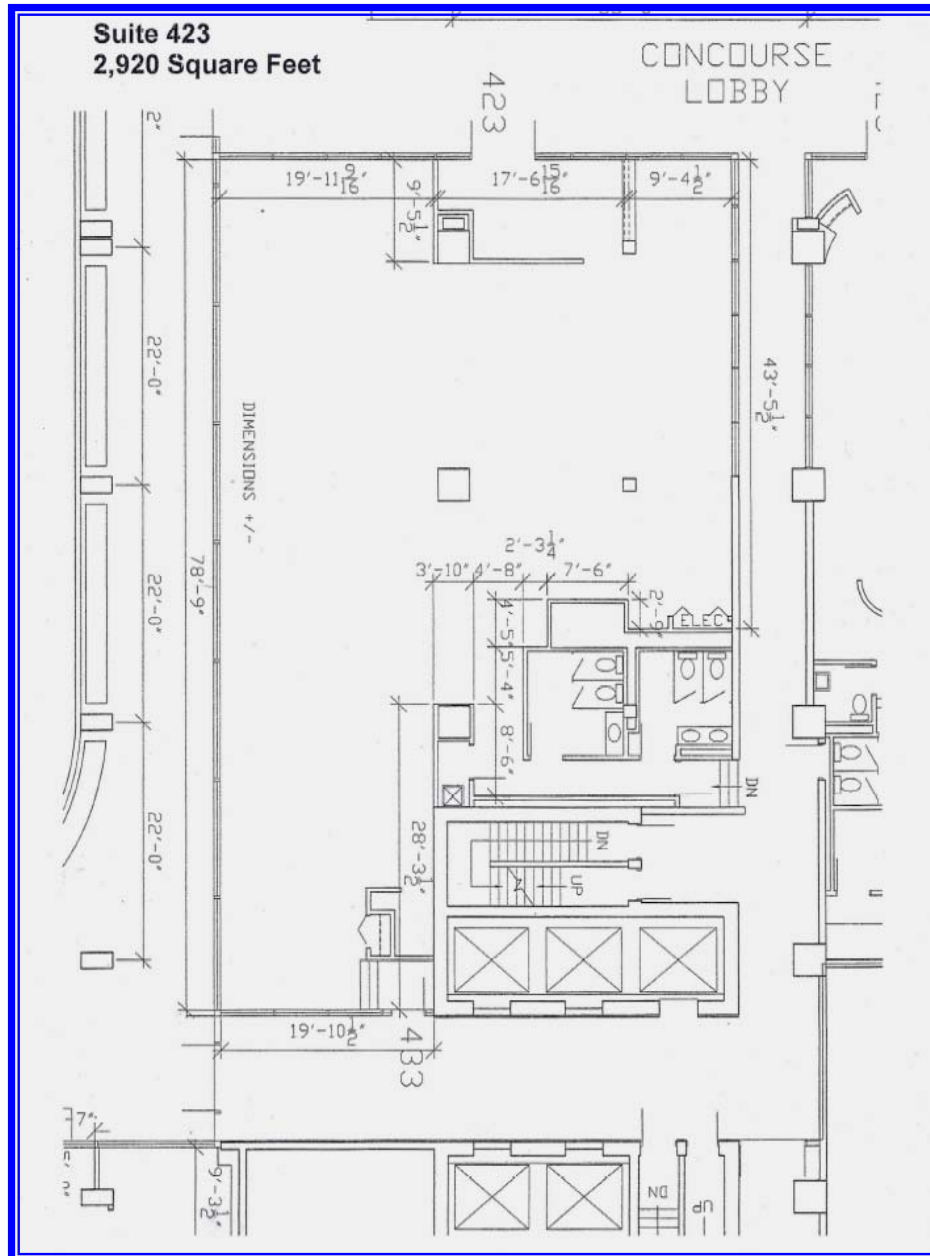 Suite 423
2,920 Square Feet
CONCOURSE
LOBBY
423
2"
19'-11 9/16"
17'-6 15/16"
9'-4 1/2"
9'-5 1/2"
22'-0"
43'-5 1/2"
DIMENSIONS +/-
78'-9"
22'-0"
2'-3 1/4"
3'-10"
4'-8"
7'-6"
2'-9"
ELEC
4'-5"
5'-4"
8'-6"
DN
22'-0"
28'-3 1/2"
DN
UP
19'-10 1/2"
433
7"
9'-3 1/2"
DN
UP